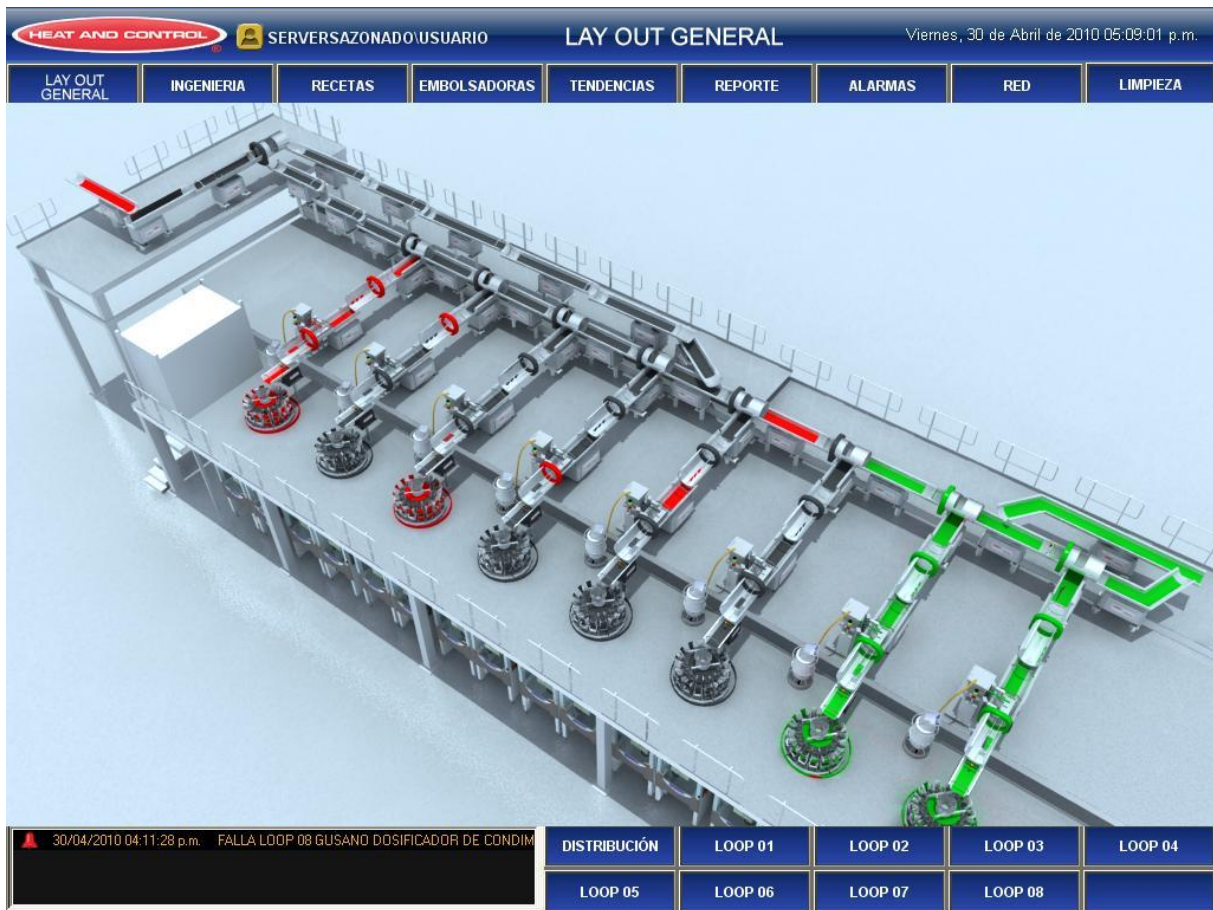 HEAT AND CONTROL ® SERVERSAZONADO\USUARIO LAY OUT GENERAL Viernes, 30 de Abril de 2010 05:09:01 p.m.
LAY OUT GENERAL INGENIERIA RECETAS EMBOLSADORAS TENDENCIAS REPORTE ALARMAS RED LIMPIEZA
30/04/2010 04:11:28 p.m. FALLA LOOP 08 GUSANO DOSIFICADOR DE CONDIM
DISTRIBUCIÓN LOOP 01 LOOP 02 LOOP 03 LOOP 04
LOOP 05 LOOP 06 LOOP 07 LOOP 08